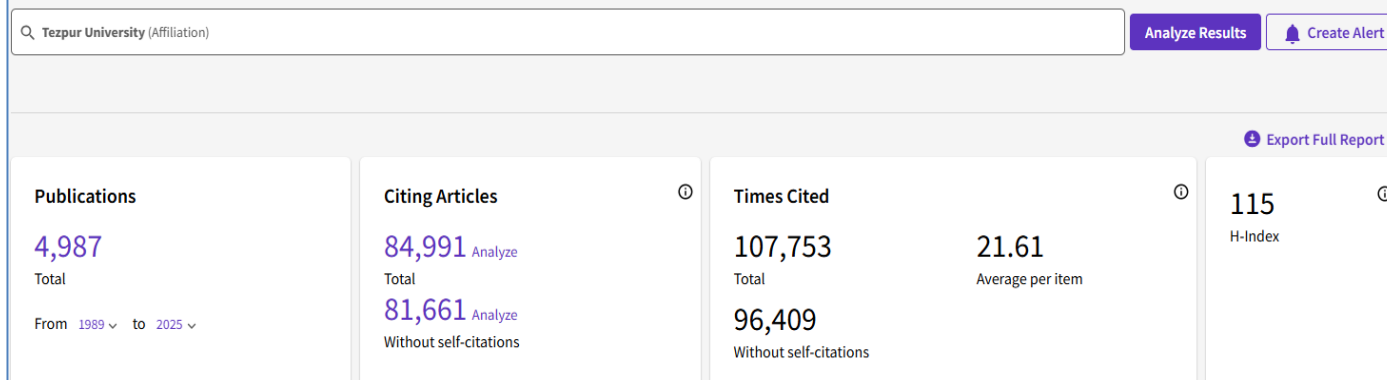 Tezpur University (Affiliation)
Analyze Results
Create Alert
Export Full Report
Publications
4,987
Total
From 1989 to 2025
Citing Articles
84,991 Analyze
Total
81,661 Analyze
Without self-citations
Times Cited
107,753
Total
96,409
Without self-citations
21.61
Average per item
115
H-Index